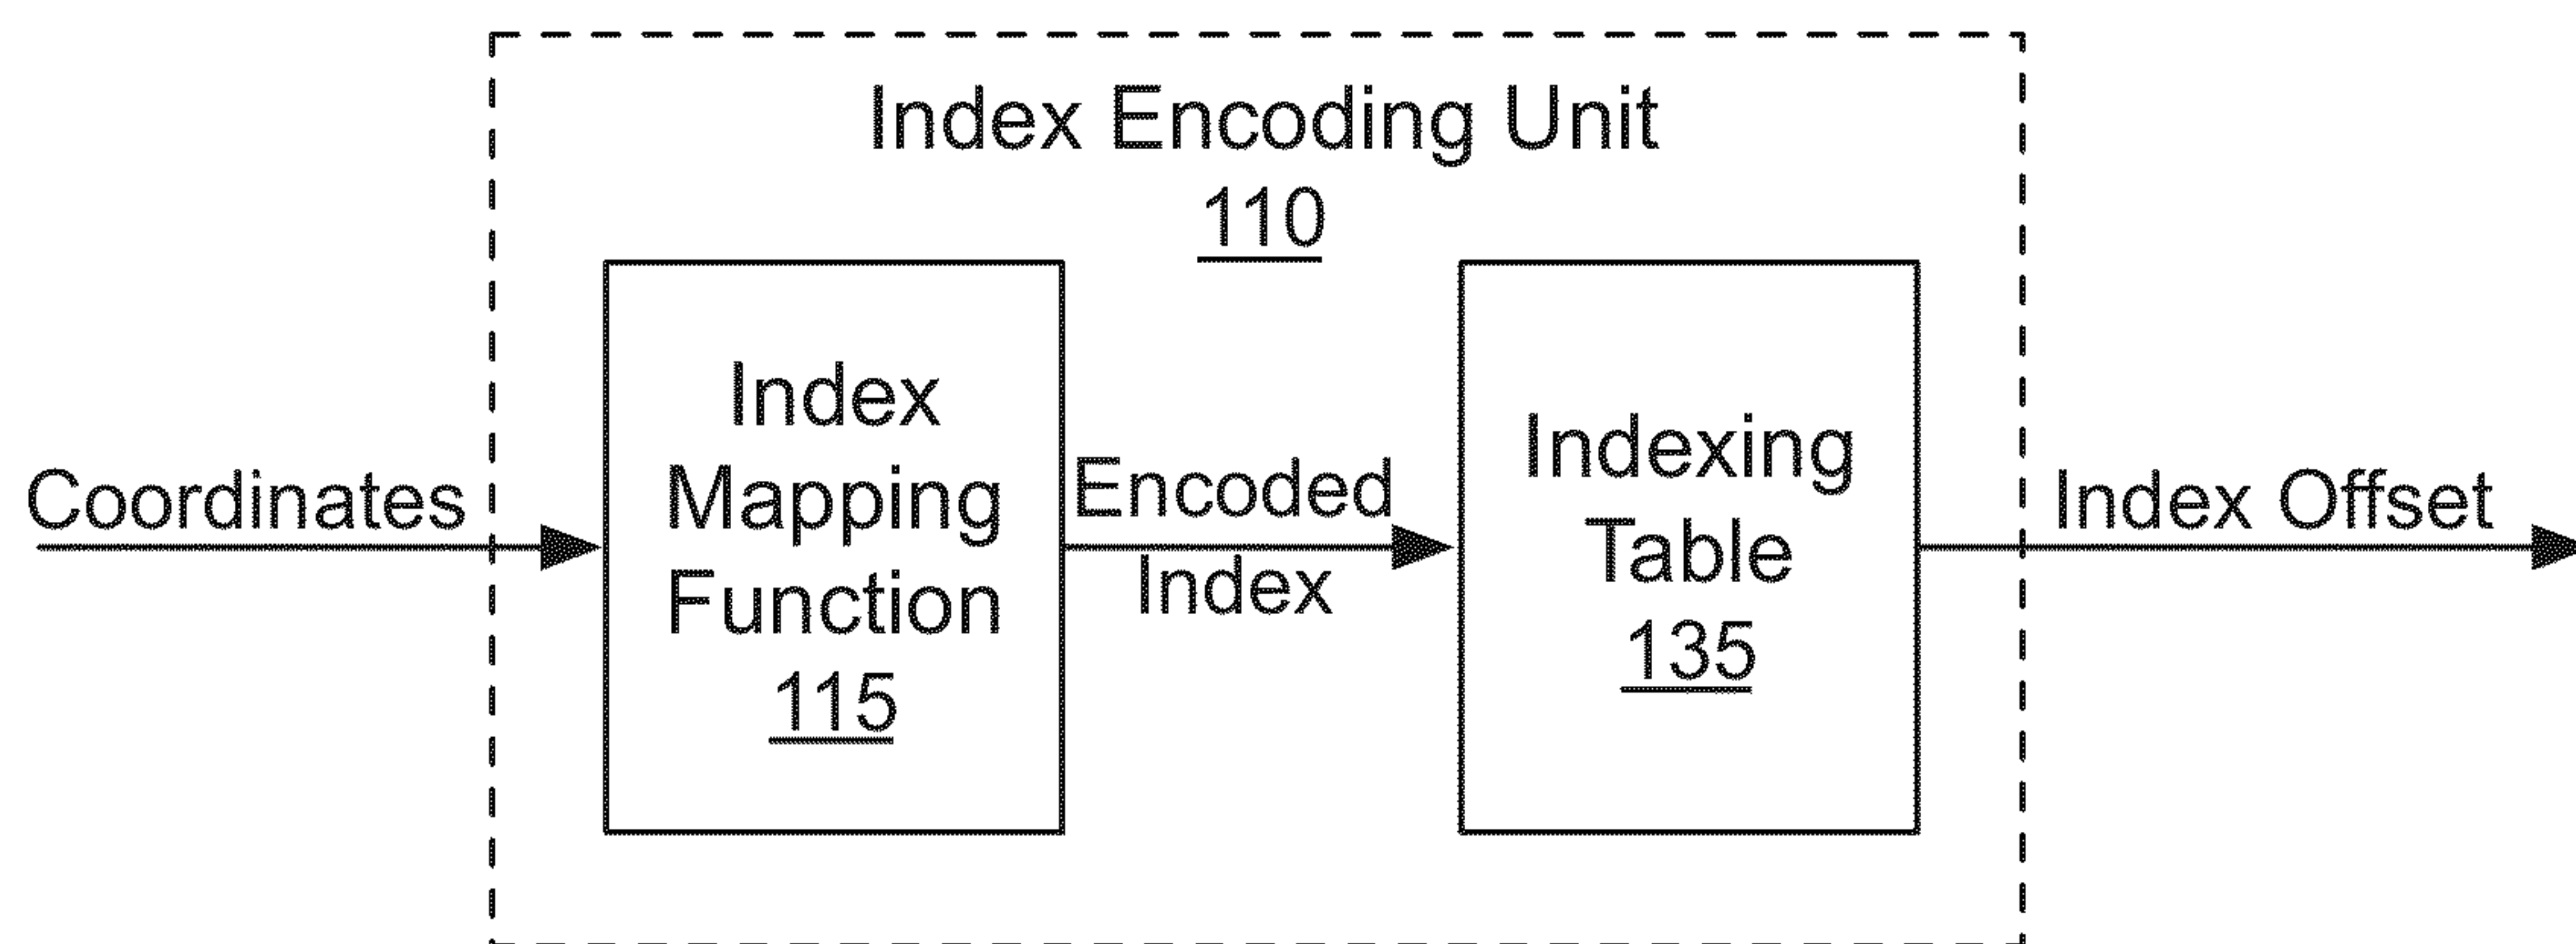 Index Encoding Unit
110
Coordinates
Index
Mapping
Function
115
Encoded
Index
Indexing
Table
135
Index Offset